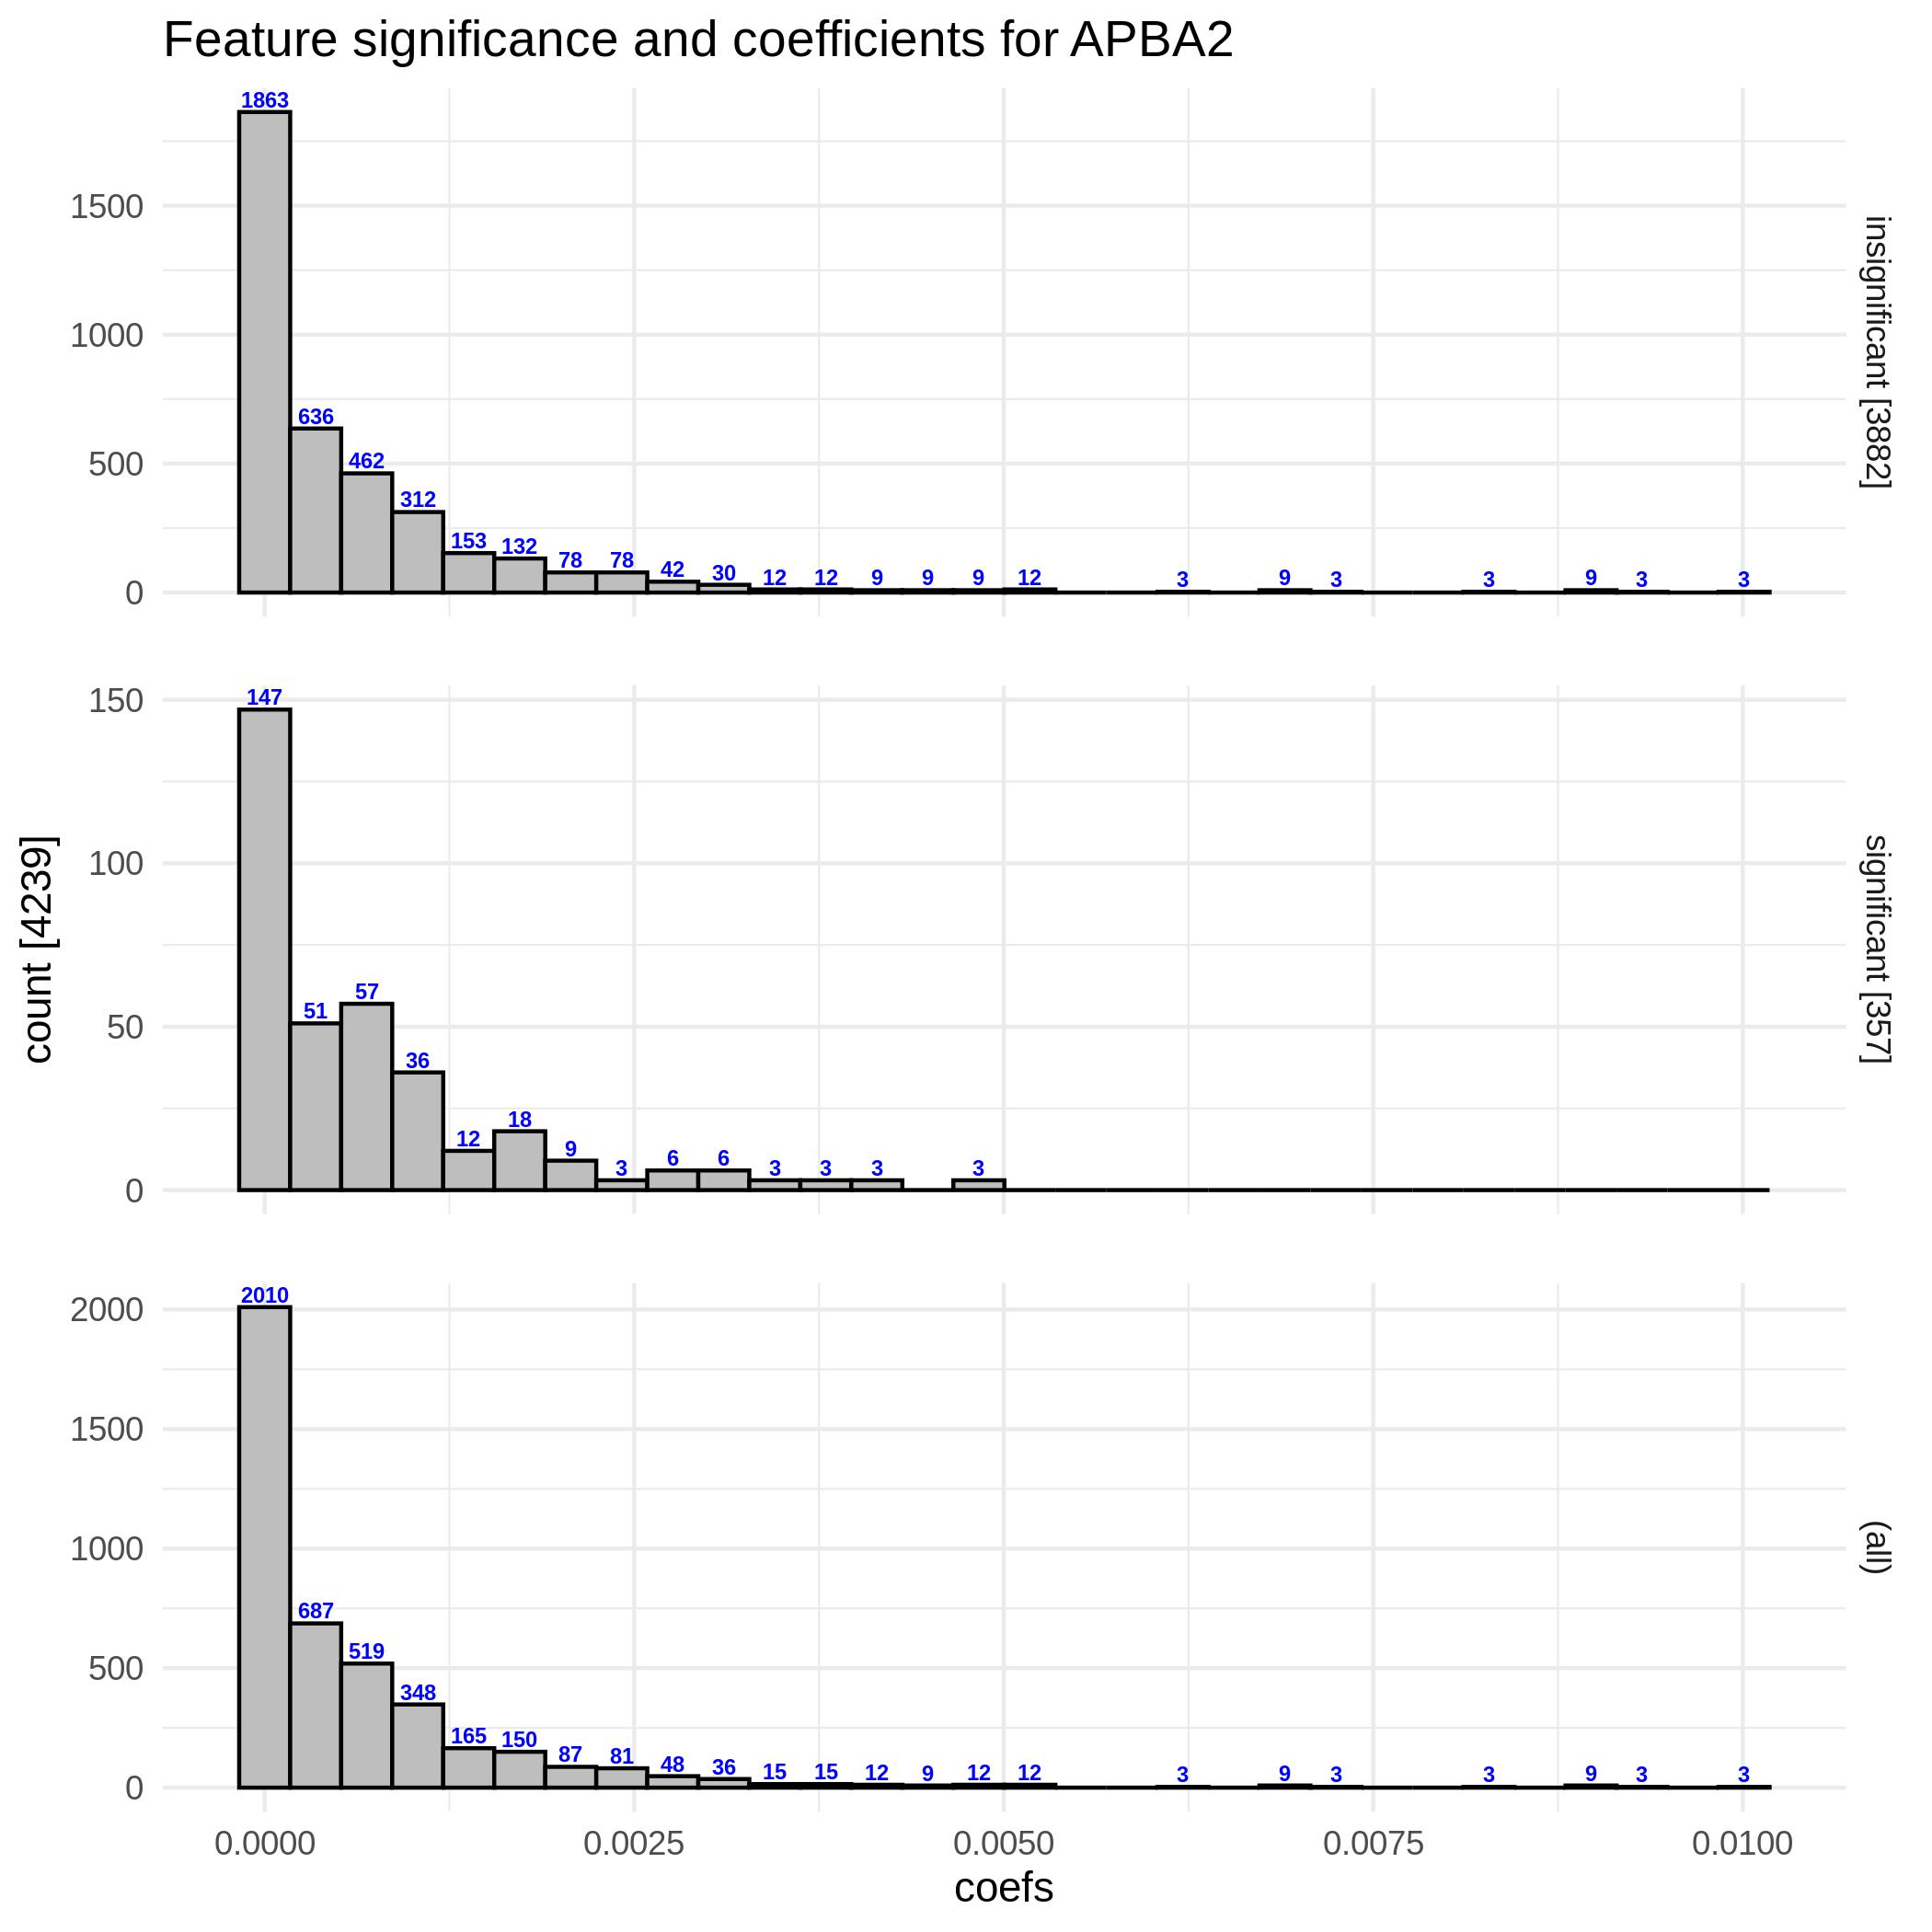 Feature significance and coefficients for APBA2
1863
636
462
312
153 132 78 78 42 30 12 12 9 9 9 12 3 9 3 3 9 3 3
1500
1000
500
0
insignificant [3882]
147
51
57
36
12 18 9 3 6 6 3 3 3 3
150
100
50
0
significant [357]
count [4239]
2010
687
519
348
165 150 87 81 48 36 15 15 12 9 12 12 3 9 3 3 9 3 3
2000
1500
1000
500
0
(all)
0.0000 0.0025 0.0050 0.0075 0.0100
coefs